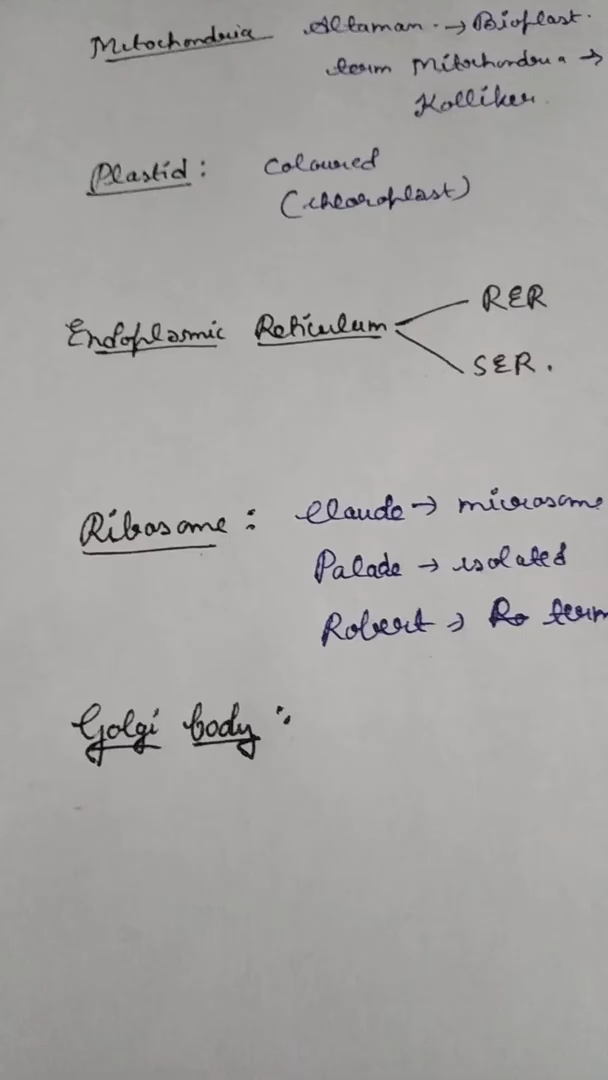 Mitochondria Altaman. → Bioplast.
term Mitochondria →
Kolliker.
Plastid : Coloured
(chloroplast)
Endoplasmic Reticulum RER
SER.
Ribosome : Claude → microsome
Palade → isolated
Robert → Ro term
Golgi body :